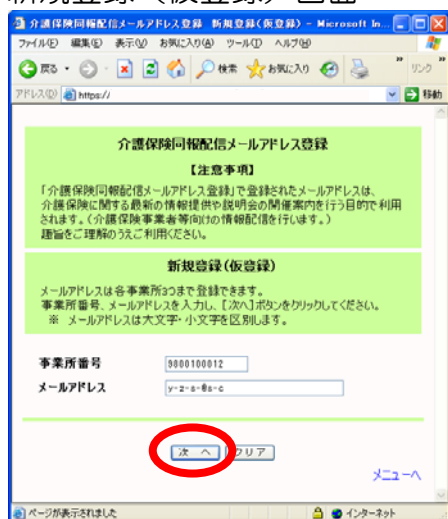 新規登録（仮登録）画面
介護保険同報配信メールアドレス登録 新規登録(仮登録) - Microsoft In...
ファイル(F) 編集(E) 表示(V) お気に入り(A) ツール(T) ヘルプ(H)
戻る 検索 お気に入り リンク
アドレス(D) https:// 移動
介護保険同報配信メールアドレス登録
【注意事項】
「介護保険同報配信メールアドレス登録」で登録されたメールアドレスは、
介護保険に関する最新の情報提供や説明会の開催案内を行う目的で利用
されます。（介護保険事業者等向けの情報配信を行います。）
趣旨をご理解のうえご利用ください。
新規登録(仮登録)
メールアドレスは各事業所3つまで登録できます。
事業所番号、メールアドレスを入力し、[次へ]ボタンをクリックしてください。
※ メールアドレスは大文字・小文字を区別します。
事業所番号 9800100012
メールアドレス y-z-s-@s-c
次 へ クリア
メニューへ
ページが表示されました インターネット